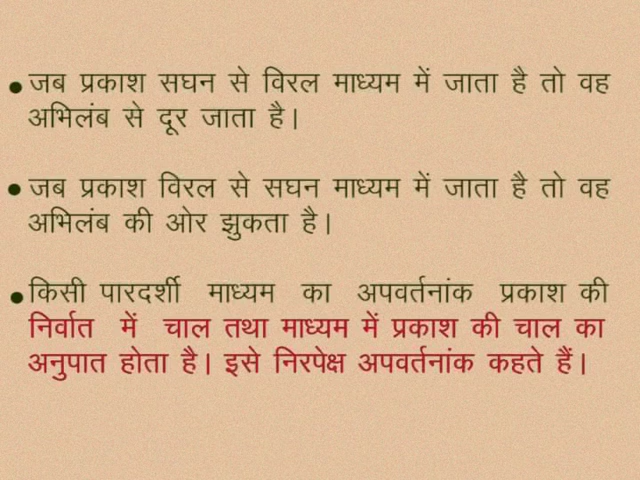 • जब प्रकाश सघन से विरल माध्यम में जाता है तो वह
अभिलंब से दूर जाता है।
• जब प्रकाश विरल से सघन माध्यम में जाता है तो वह
अभिलंब की ओर झुकता है।
• किसी पारदर्शी माध्यम का अपवर्तनांक प्रकाश की
निर्वात में चाल तथा माध्यम में प्रकाश की चाल का
अनुपात होता है। इसे निरपेक्ष अपवर्तनांक कहते हैं।